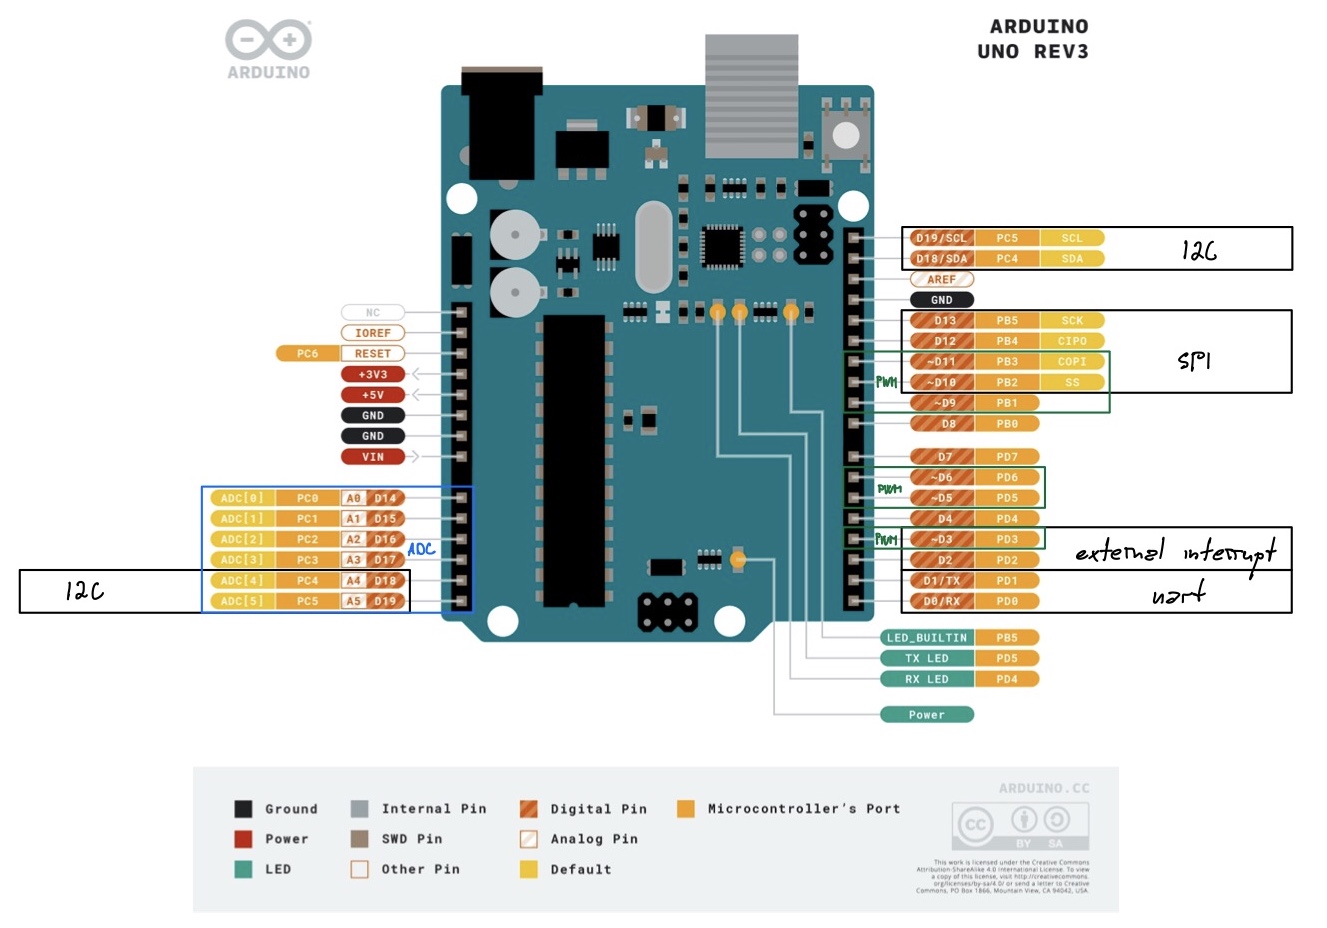 ARDUINO
ARDUINO
UNO REV3
D19/SCL PC5 SCL
I2C
D18/SDA PC4 SDA
AREF
GND
D13 PB5 SCK
D12 PB4 CIPO
SPI
~D11 PB3 COPI
PWM
~D10 PB2 SS
~D9 PB1
D8 PB0
NC
IOREF
PC6 RESET
+3V3
+5V
GND
GND
VIN
D7 PD7
~D6 PD6
PWM
~D5 PD5
D4 PD4
PWM
~D3 PD3
external interrupt
D2 PD2
D1/TX PD1
uart
D0/RX PD0
ADC[0] PC0 A0 D14
ADC[1] PC1 A1 D15
ADC[2] PC2 A2 D16
ADC
ADC[3] PC3 A3 D17
ADC[4] PC4 A4 D18
I2C
ADC[5] PC5 A5 D19
LED_BUILTIN PB5
TX LED PD5
RX LED PD4
Power
Ground
Power
LED
Internal Pin
SWD Pin
Other Pin
Digital Pin
Analog Pin
Default
Microcontroller's Port
ARDUINO.CC
CC
BY SA
This work is licensed under the Creative Commons
Attribution-ShareAlike 4.0 International License. To view
a copy of this license, visit http://creativecommons.
org/licenses/by-sa/4.0/ or send a letter to Creative
Commons, PO Box 1866, Mountain View, CA 94042, USA.